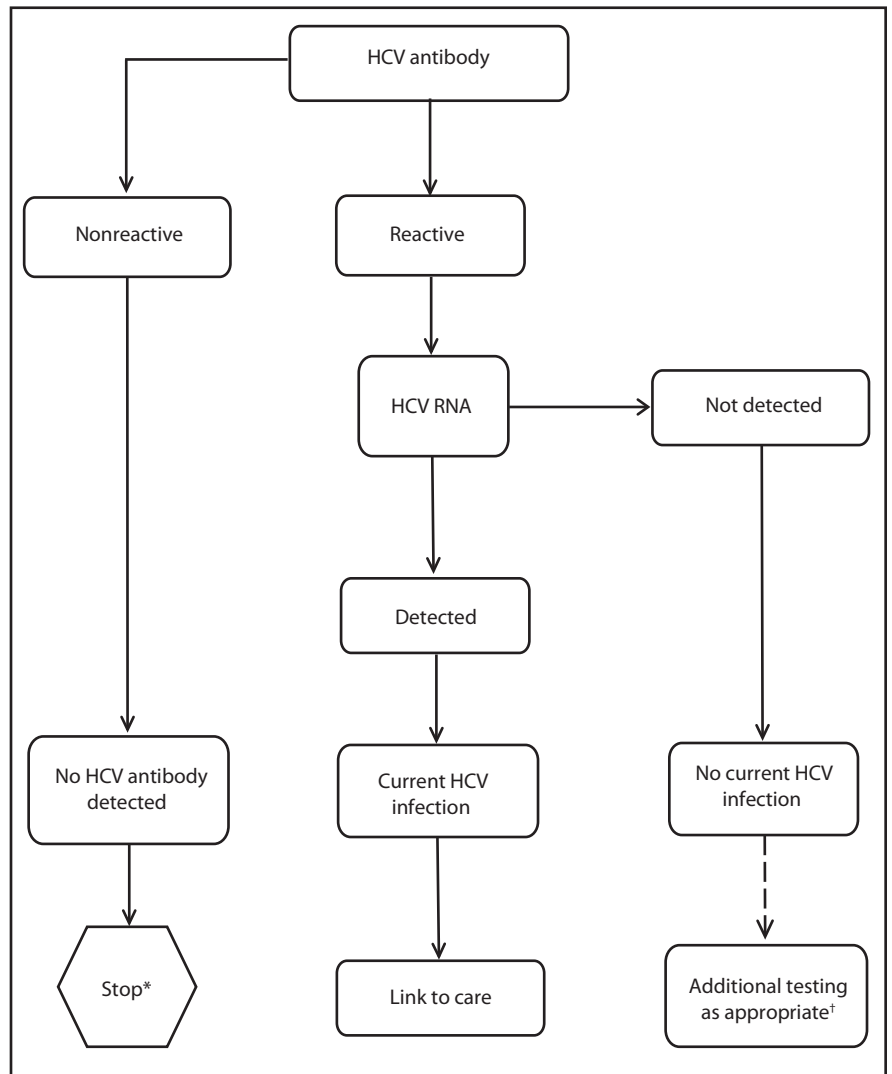 HCV antibody
Nonreactive
Reactive
HCV RNA
Not detected
Detected
No HCV antibody
detected
Current HCV
infection
No current HCV
infection
Stop*
Link to care
Additional testing
as appropriate†